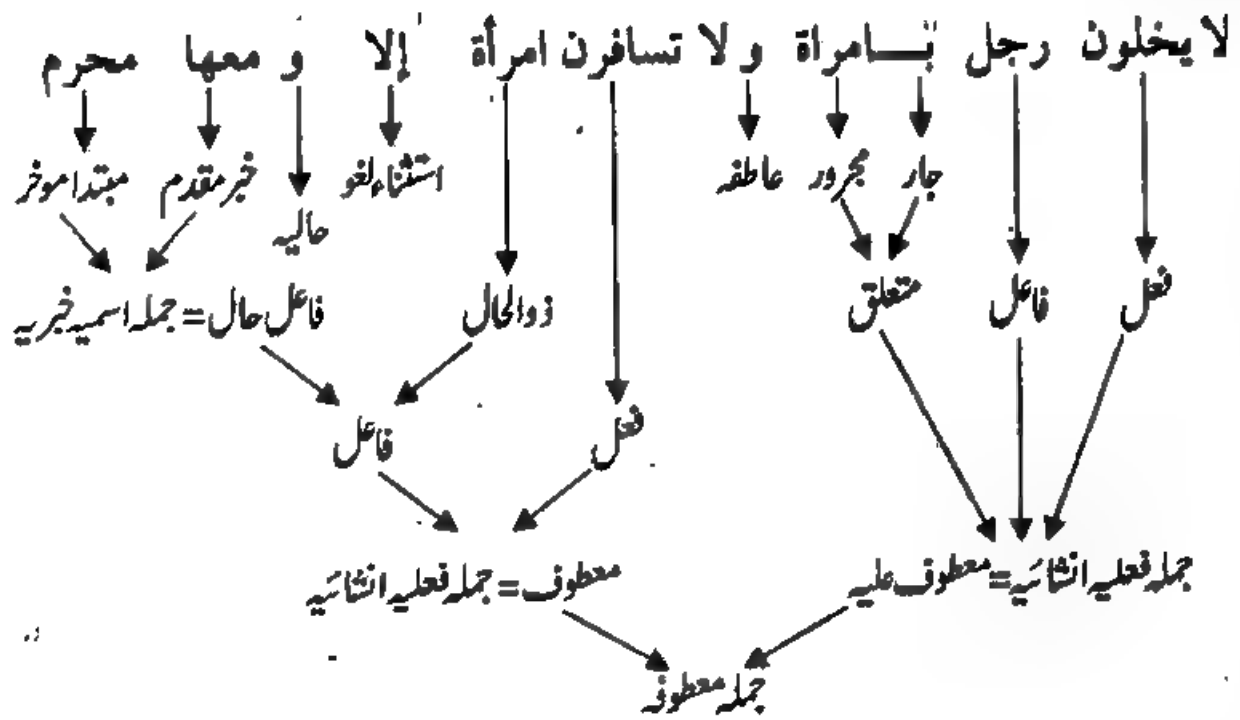 لا يخلون رجل بامراة و لا تسافرن امرأة إلا و معها محرم
جار مجرور عاطفہ استثناء لغو خبر مقدم مبتدا موخر
حالیہ
فعل فاعل متعلق ذوالحال فاعل حال = جملہ اسمیہ خبریہ
فعل فاعل
جملہ فعلیہ انشائیہ = معطوف علیہ معطوف = جملہ فعلیہ انشائیہ
جملہ معطوفہ